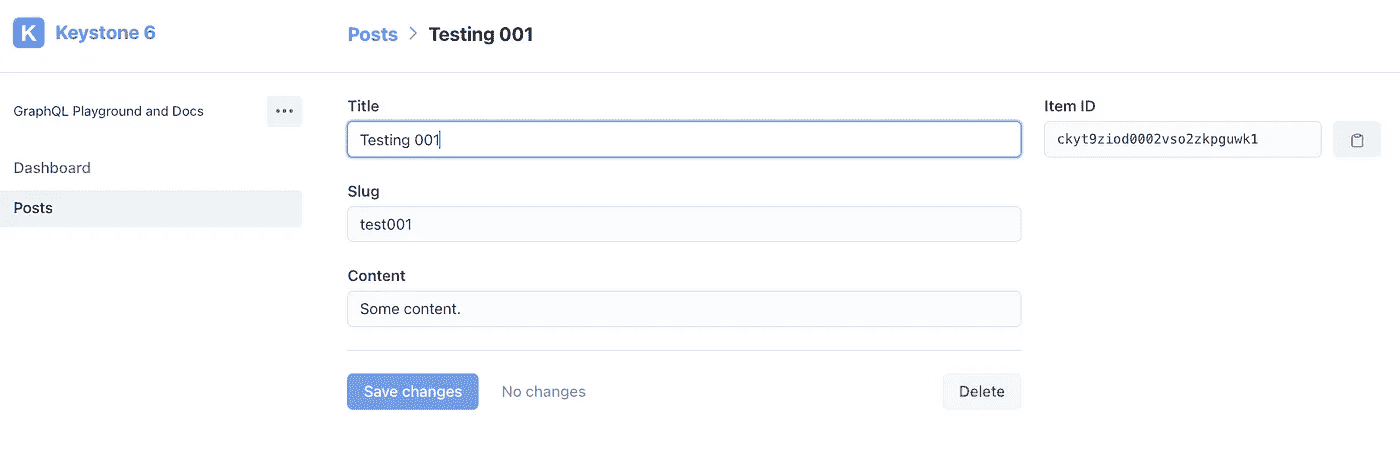 K Keystone 6
Posts > Testing 001
GraphQL Playground and Docs
Dashboard
Posts
Title
Testing 001
Slug
test001
Content
Some content.
Save changes
No changes
Delete
Item ID
ckyt9ziod0002vso2zkpguwk1